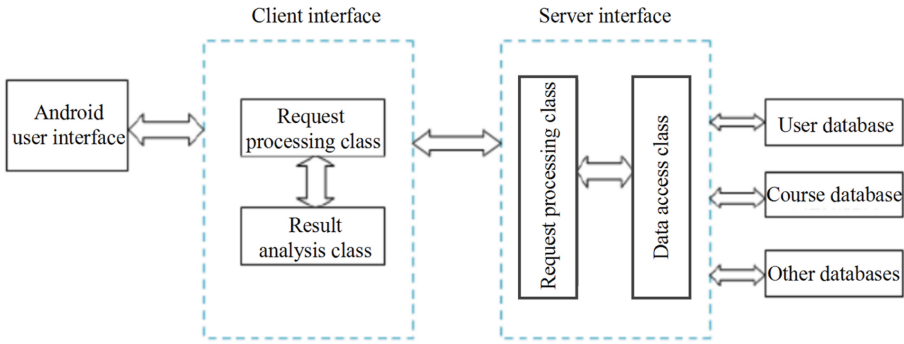 Client interface
Server interface
Android
user interface
Request
processing class
Result
analysis class
Request processing class
Data access class
User database
Course database
Other databases